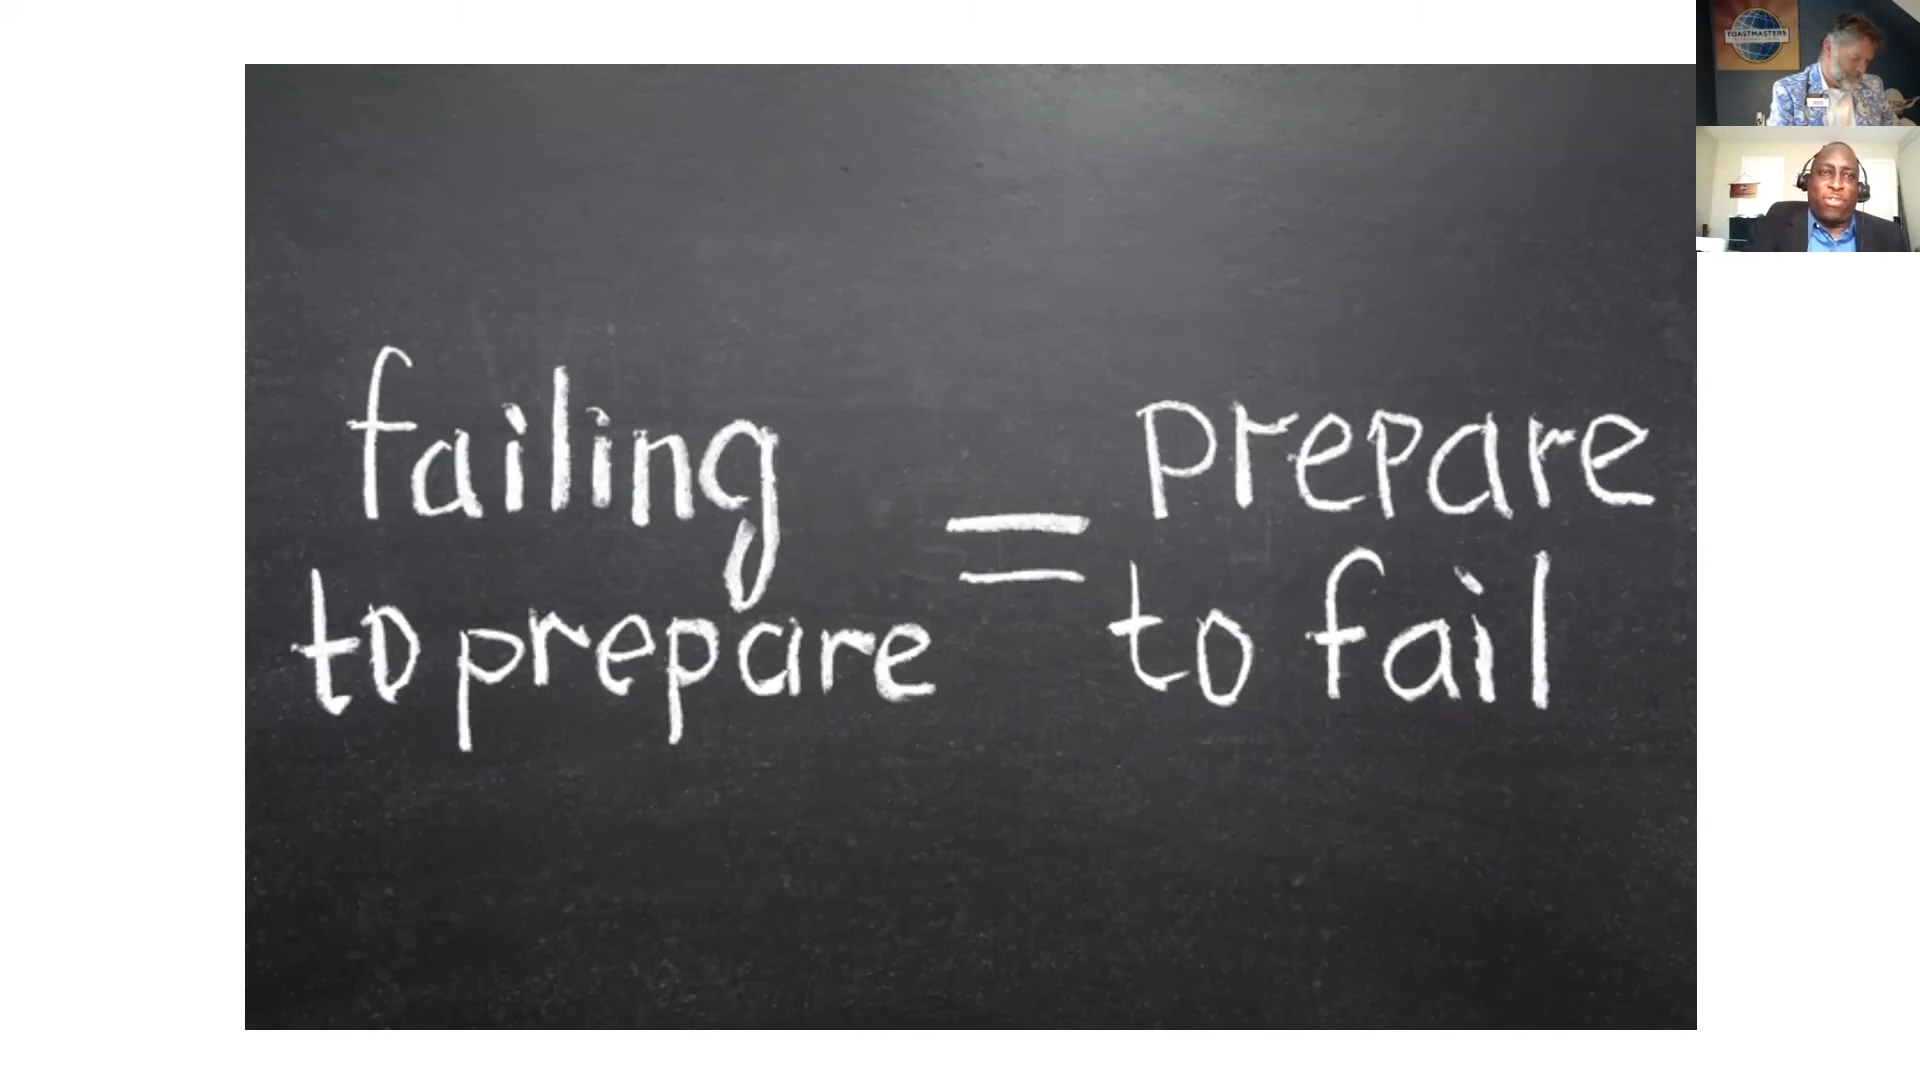 failing
to prepare
=
prepare
to fail
TOASTMASTERS